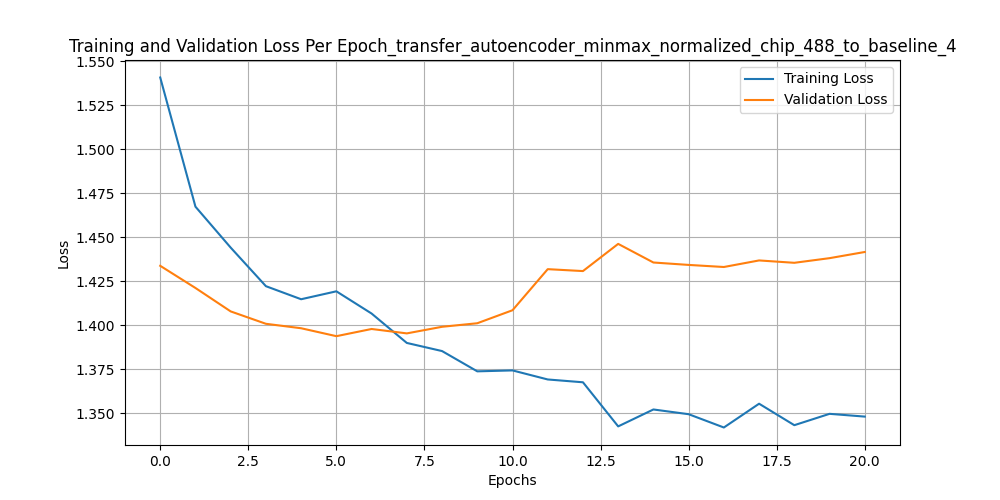 Training and Validation Loss Per Epoch_transfer_autoencoder_minmax_normalized_chip_488_to_baseline_4
Training Loss
Validation Loss
1.550
1.525
1.500
1.475
1.450
1.425
1.400
1.375
1.350
Loss
0.0 2.5 5.0 7.5 10.0 12.5 15.0 17.5 20.0
Epochs